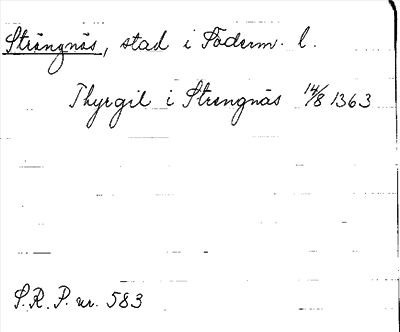 Strängnäs, stad i Söderm. l.
Thyrgil i Strengnäs 14/8 1363
S.R.P. nr. 583